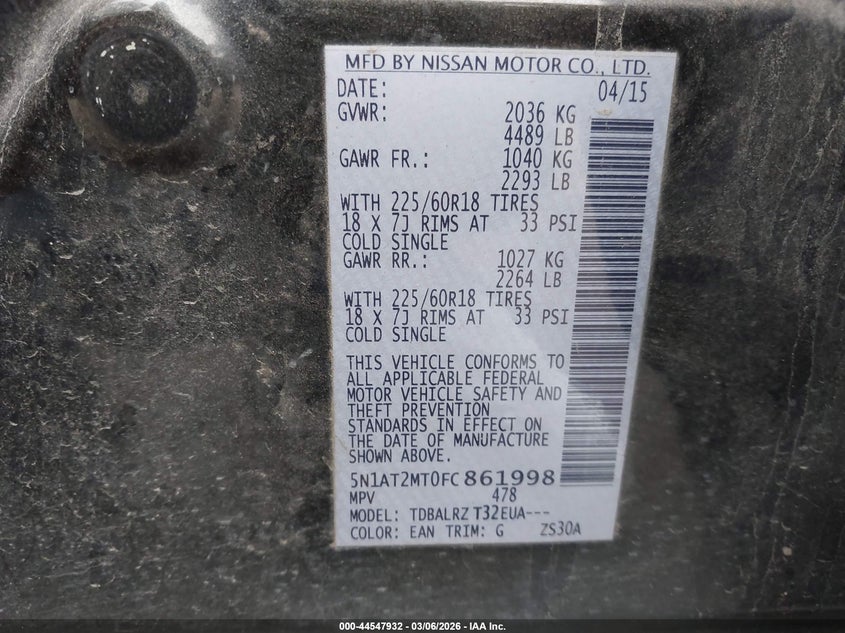 MFD BY NISSAN MOTOR CO., LTD.
DATE: 04/15
GVWR: 2036 KG
4489 LB
GAWR FR.: 1040 KG
2293 LB
WITH 225/60R18 TIRES
18 X 7J RIMS AT 33 PSI
COLD SINGLE
GAWR RR.: 1027 KG
2264 LB
WITH 225/60R18 TIRES
18 X 7J RIMS AT 33 PSI
COLD SINGLE
THIS VEHICLE CONFORMS TO
ALL APPLICABLE FEDERAL
MOTOR VEHICLE SAFETY AND
THEFT PREVENTION
STANDARDS IN EFFECT ON
THE DATE OF MANUFACTURE
SHOWN ABOVE.
5N1AT2MT0FC861998
MPV 478
MODEL: TDBALRZ T32EUA---
COLOR: EAN TRIM: G ZS30A
000-44547932 — 03/06/2026 — IAA Inc.